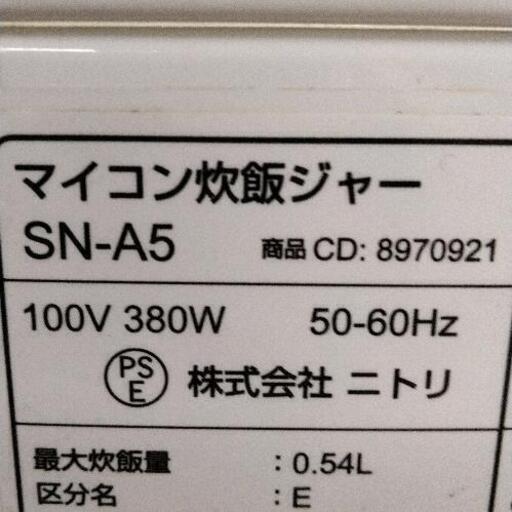 マイコン炊飯ジャー
SN-A5 商品 CD: 8970921
100V 380W 50-60Hz
PS E 株式会社 ニトリ
最大炊飯量 : 0.54L
区分名 : E